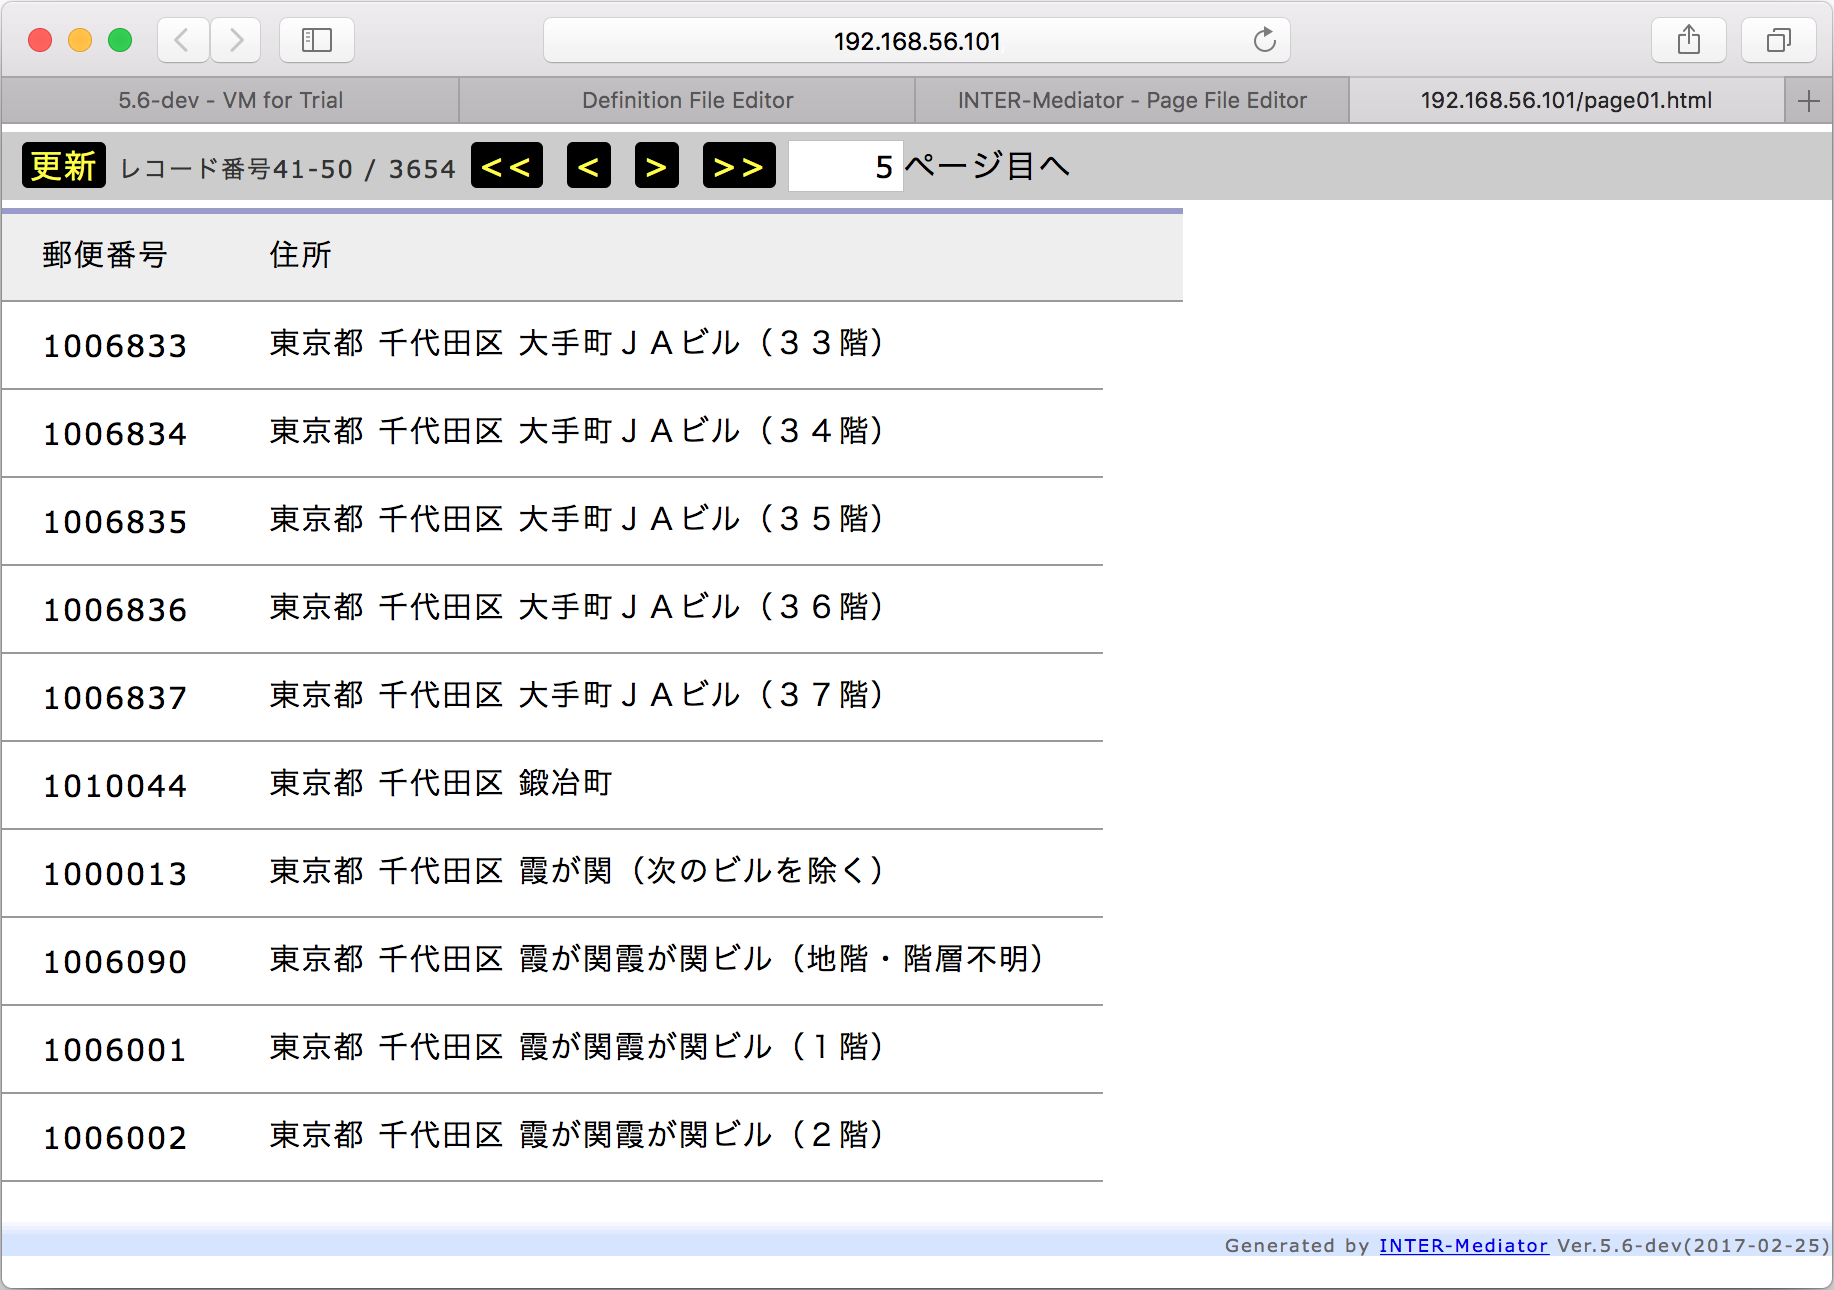 192.168.56.101
5.6-dev - VM for Trial Definition File Editor INTER-Mediator - Page File Editor 192.168.56.101/page01.html
更新 レコード番号41-50 / 3654 << < > >> 5 ページ目へ
郵便番号 住所
1006833 東京都 千代田区 大手町ＪＡビル（３３階）
1006834 東京都 千代田区 大手町ＪＡビル（３４階）
1006835 東京都 千代田区 大手町ＪＡビル（３５階）
1006836 東京都 千代田区 大手町ＪＡビル（３６階）
1006837 東京都 千代田区 大手町ＪＡビル（３７階）
1010044 東京都 千代田区 鍛冶町
1000013 東京都 千代田区 霞が関（次のビルを除く）
1006090 東京都 千代田区 霞が関霞が関ビル（地階・階層不明）
1006001 東京都 千代田区 霞が関霞が関ビル（１階）
1006002 東京都 千代田区 霞が関霞が関ビル（２階）
Generated by INTER-Mediator Ver.5.6-dev(2017-02-25)